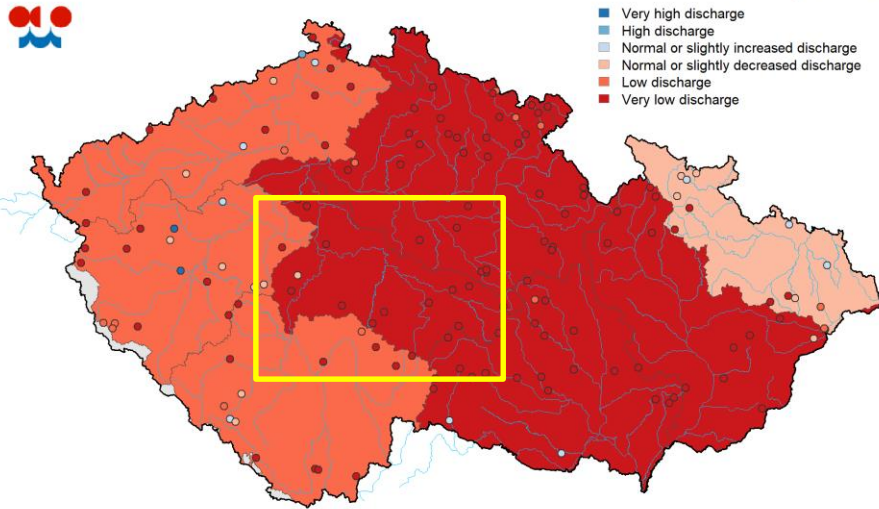 Very high discharge
High discharge
Normal or slightly increased discharge
Normal or slightly decreased discharge
Low discharge
Very low discharge